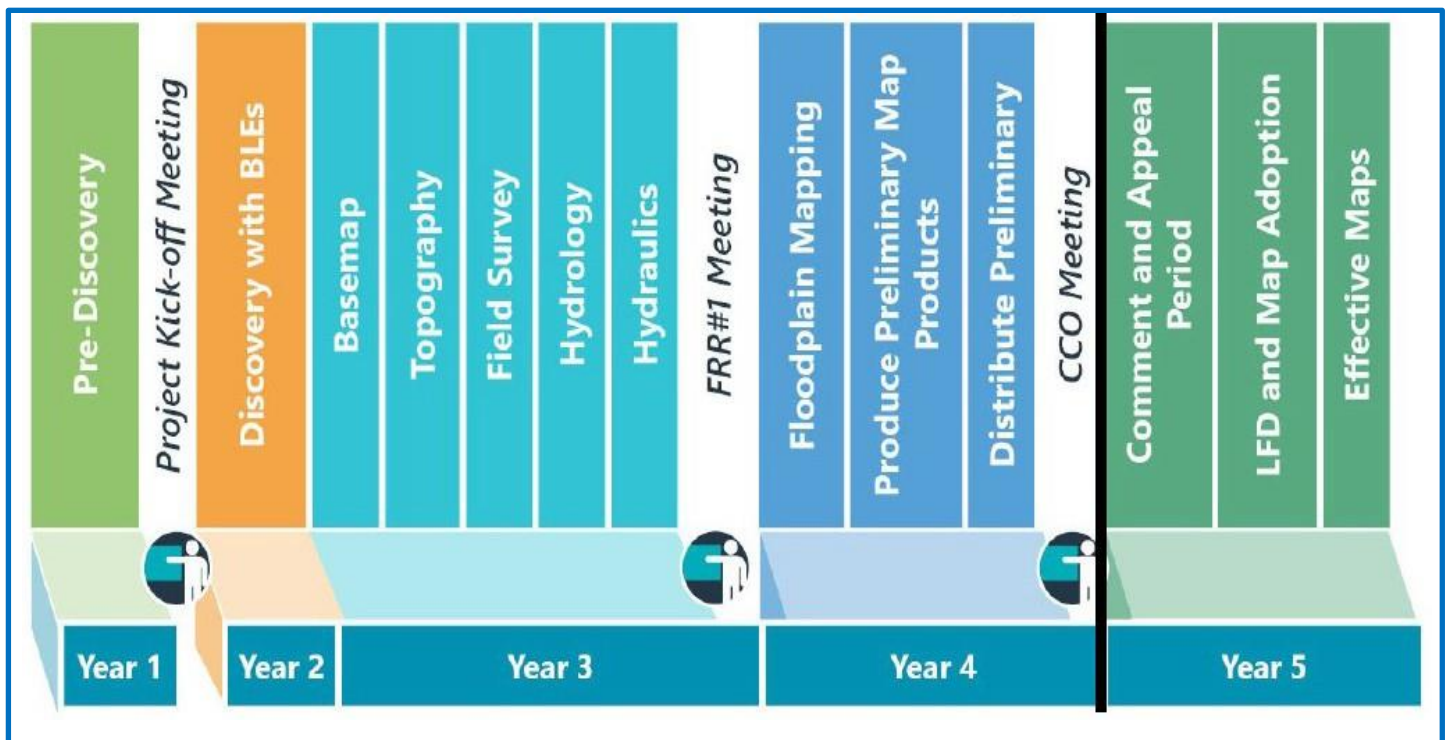 Pre-Discovery
Project Kick-off Meeting
Discovery with BLEs
Basemap
Topography
Field Survey
Hydrology
Hydraulics
FRR#1 Meeting
Floodplain Mapping
Produce Preliminary Map
Products
Distribute Preliminary
CCO Meeting
Comment and Appeal
Period
LFD and Map Adoption
Effective Maps
Year 1
Year 2
Year 3
Year 4
Year 5